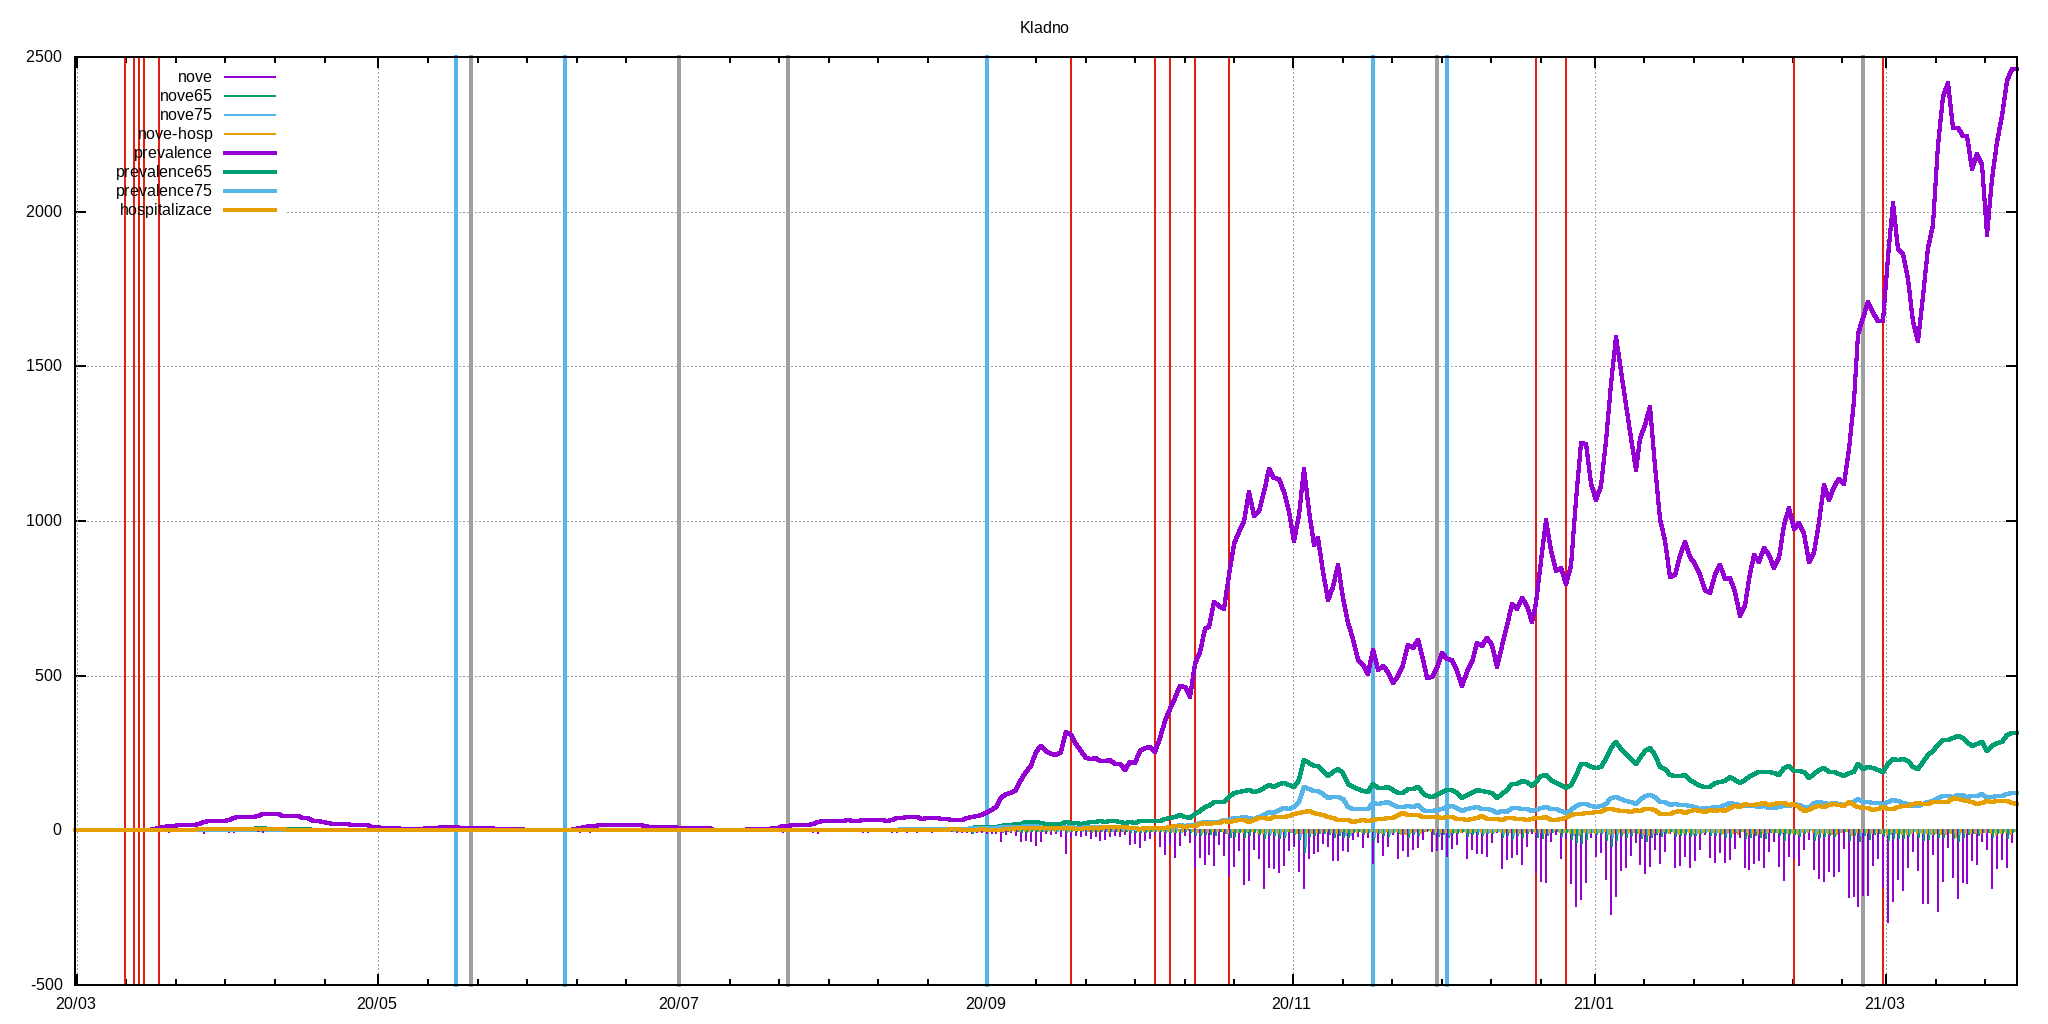 Kladno
2500
2000
1500
1000
500
0
-500
nove
nove65
nove75
nove-hosp
prevalence
prevalence65
prevalence75
hospitalizace
20/03 20/05 20/07 20/09 20/11 21/01 21/03